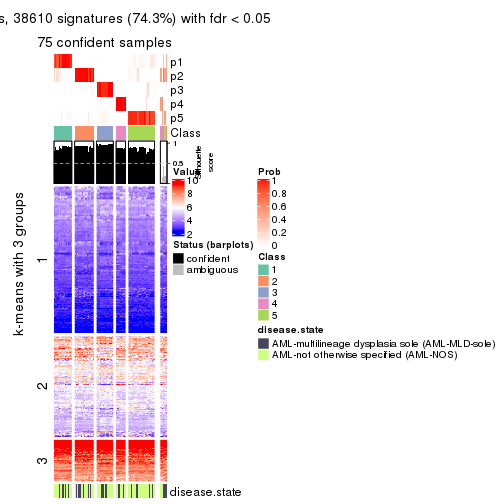 s, 38610 signatures (74.3%) with fdr < 0.05
75 confident samples
p1
p2
p3
p4
p5
Class
1
0.5
silhouette
score
k-means with 3 groups
1
2
3
disease.state
Value
10
8
6
4
2
Status (barplots)
confident
ambiguous
Prob
1
0.8
0.6
0.4
0.2
0
Class
1
2
3
4
5
disease.state
AML-multilineage dysplasia sole (AML-MLD-sole)
AML-not otherwise specified (AML-NOS)